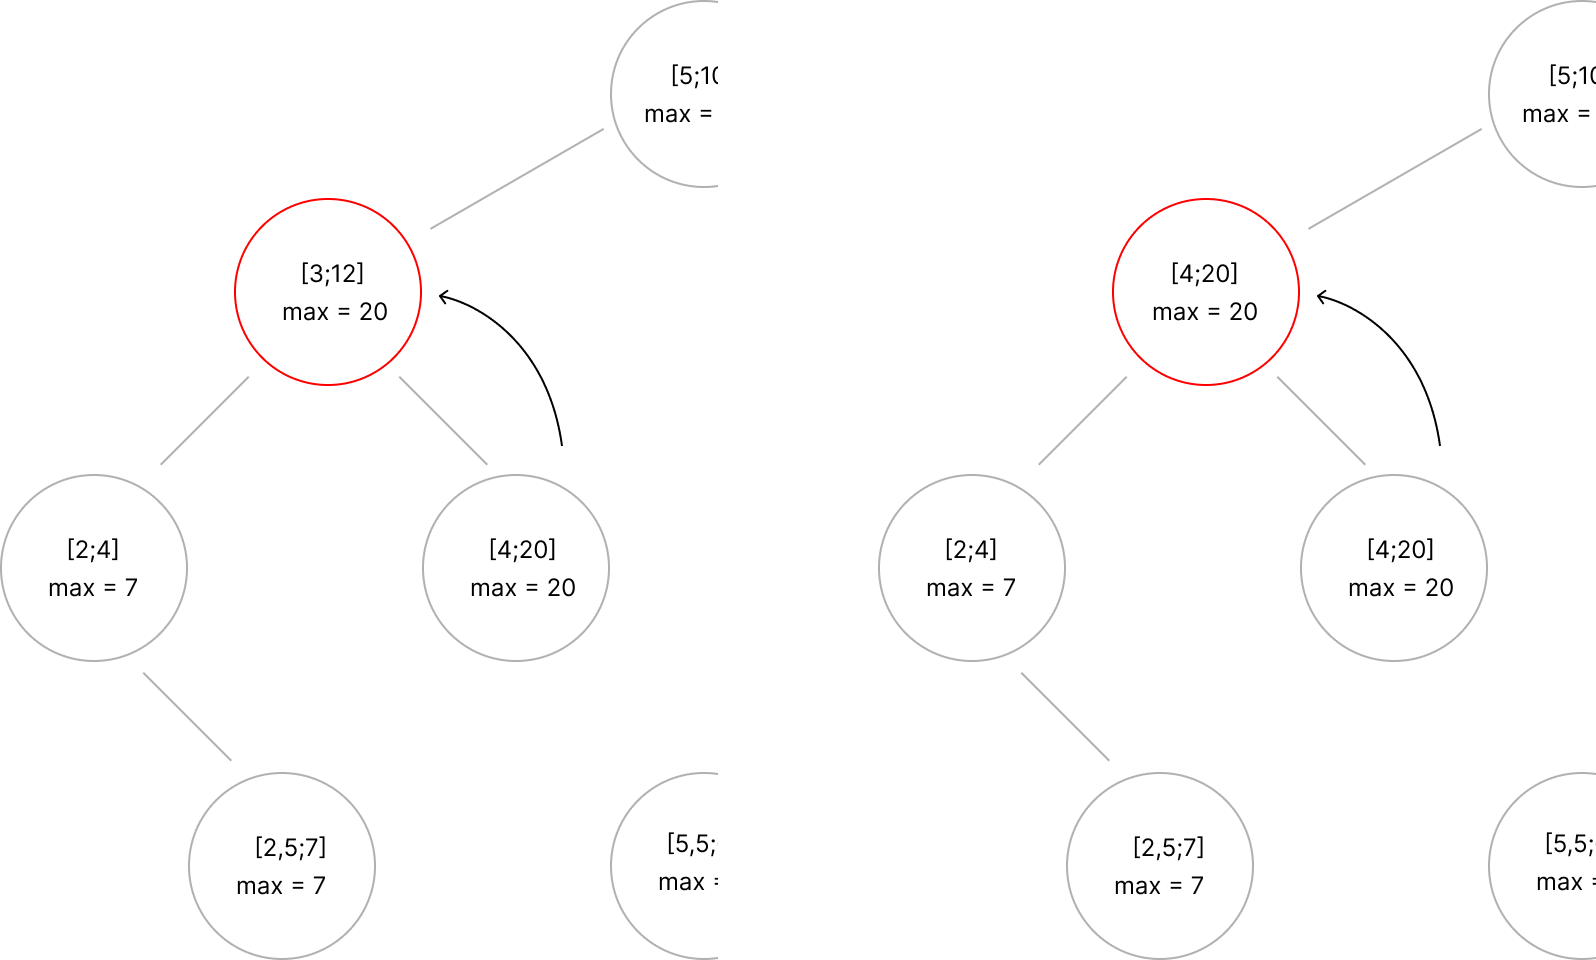 [5;10
max =
[3;12]
max = 20
[2;4]
max = 7
[4;20]
max = 20
[2,5;7]
max = 7
[5,5;
max =
[5;10
max =
[4;20]
max = 20
[2;4]
max = 7
[4;20]
max = 20
[2,5;7]
max = 7
[5,5;
max =